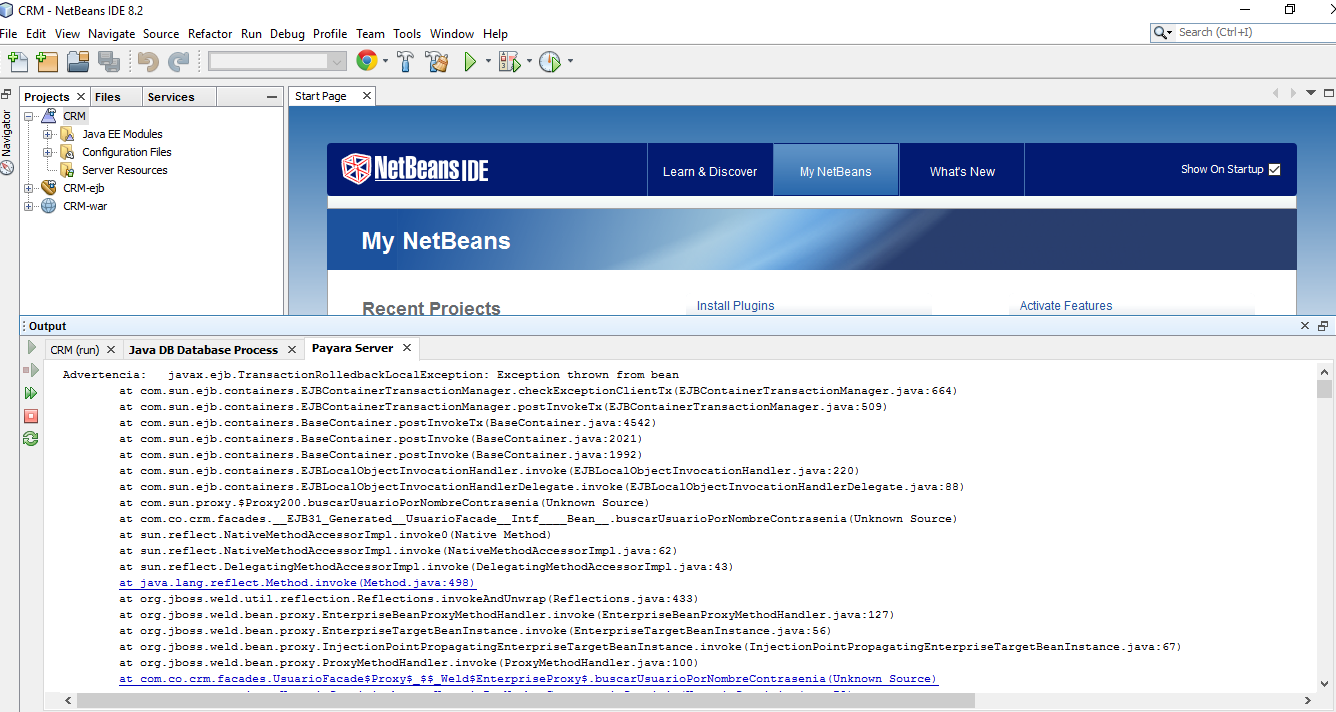 CRM - NetBeans IDE 8.2
File Edit View Navigate Source Refactor Run Debug Profile Team Tools Window Help
Search (Ctrl+I)
Projects Files Services
Start Page
Navigator
CRM
Java EE Modules
Configuration Files
Server Resources
CRM-ejb
CRM-war
NetBeans IDE
Learn & Discover
My NetBeans
What's New
Show On Startup
My NetBeans
Recent Projects
Install Plugins
Activate Features
Output
CRM (run) Java DB Database Process Payara Server
Advertencia: javax.ejb.TransactionRolledbackLocalException: Exception thrown from bean
at com.sun.ejb.containers.EJBContainerTransactionManager.checkExceptionClientTx(EJBContainerTransactionManager.java:664)
at com.sun.ejb.containers.EJBContainerTransactionManager.postInvokeTx(EJBContainerTransactionManager.java:509)
at com.sun.ejb.containers.BaseContainer.postInvokeTx(BaseContainer.java:4542)
at com.sun.ejb.containers.BaseContainer.postInvoke(BaseContainer.java:2021)
at com.sun.ejb.containers.BaseContainer.postInvoke(BaseContainer.java:1992)
at com.sun.ejb.containers.EJBLocalObjectInvocationHandler.invoke(EJBLocalObjectInvocationHandler.java:220)
at com.sun.ejb.containers.EJBLocalObjectInvocationHandlerDelegate.invoke(EJBLocalObjectInvocationHandlerDelegate.java:88)
at com.sun.proxy.$Proxy200.buscarUsuarioPorNombreContrasenia(Unknown Source)
at com.co.crm.facades.__EJB31_Generated__UsuarioFacade__Intf____Bean__.buscarUsuarioPorNombreContrasenia(Unknown Source)
at sun.reflect.NativeMethodAccessorImpl.invoke0(Native Method)
at sun.reflect.NativeMethodAccessorImpl.invoke(NativeMethodAccessorImpl.java:62)
at sun.reflect.DelegatingMethodAccessorImpl.invoke(DelegatingMethodAccessorImpl.java:43)
at java.lang.reflect.Method.invoke(Method.java:498)
at org.jboss.weld.util.reflection.Reflections.invokeAndUnwrap(Reflections.java:433)
at org.jboss.weld.bean.proxy.EnterpriseBeanProxyMethodHandler.invoke(EnterpriseBeanProxyMethodHandler.java:127)
at org.jboss.weld.bean.proxy.EnterpriseTargetBeanInstance.invoke(EnterpriseTargetBeanInstance.java:56)
at org.jboss.weld.bean.proxy.InjectionPointPropagatingEnterpriseTargetBeanInstance.invoke(InjectionPointPropagatingEnterpriseTargetBeanInstance.java:67)
at org.jboss.weld.bean.proxy.ProxyMethodHandler.invoke(ProxyMethodHandler.java:100)
at com.co.crm.facades.UsuarioFacade$Proxy$_$$_Weld$EnterpriseProxy$.buscarUsuarioPorNombreContrasenia(Unknown Source)